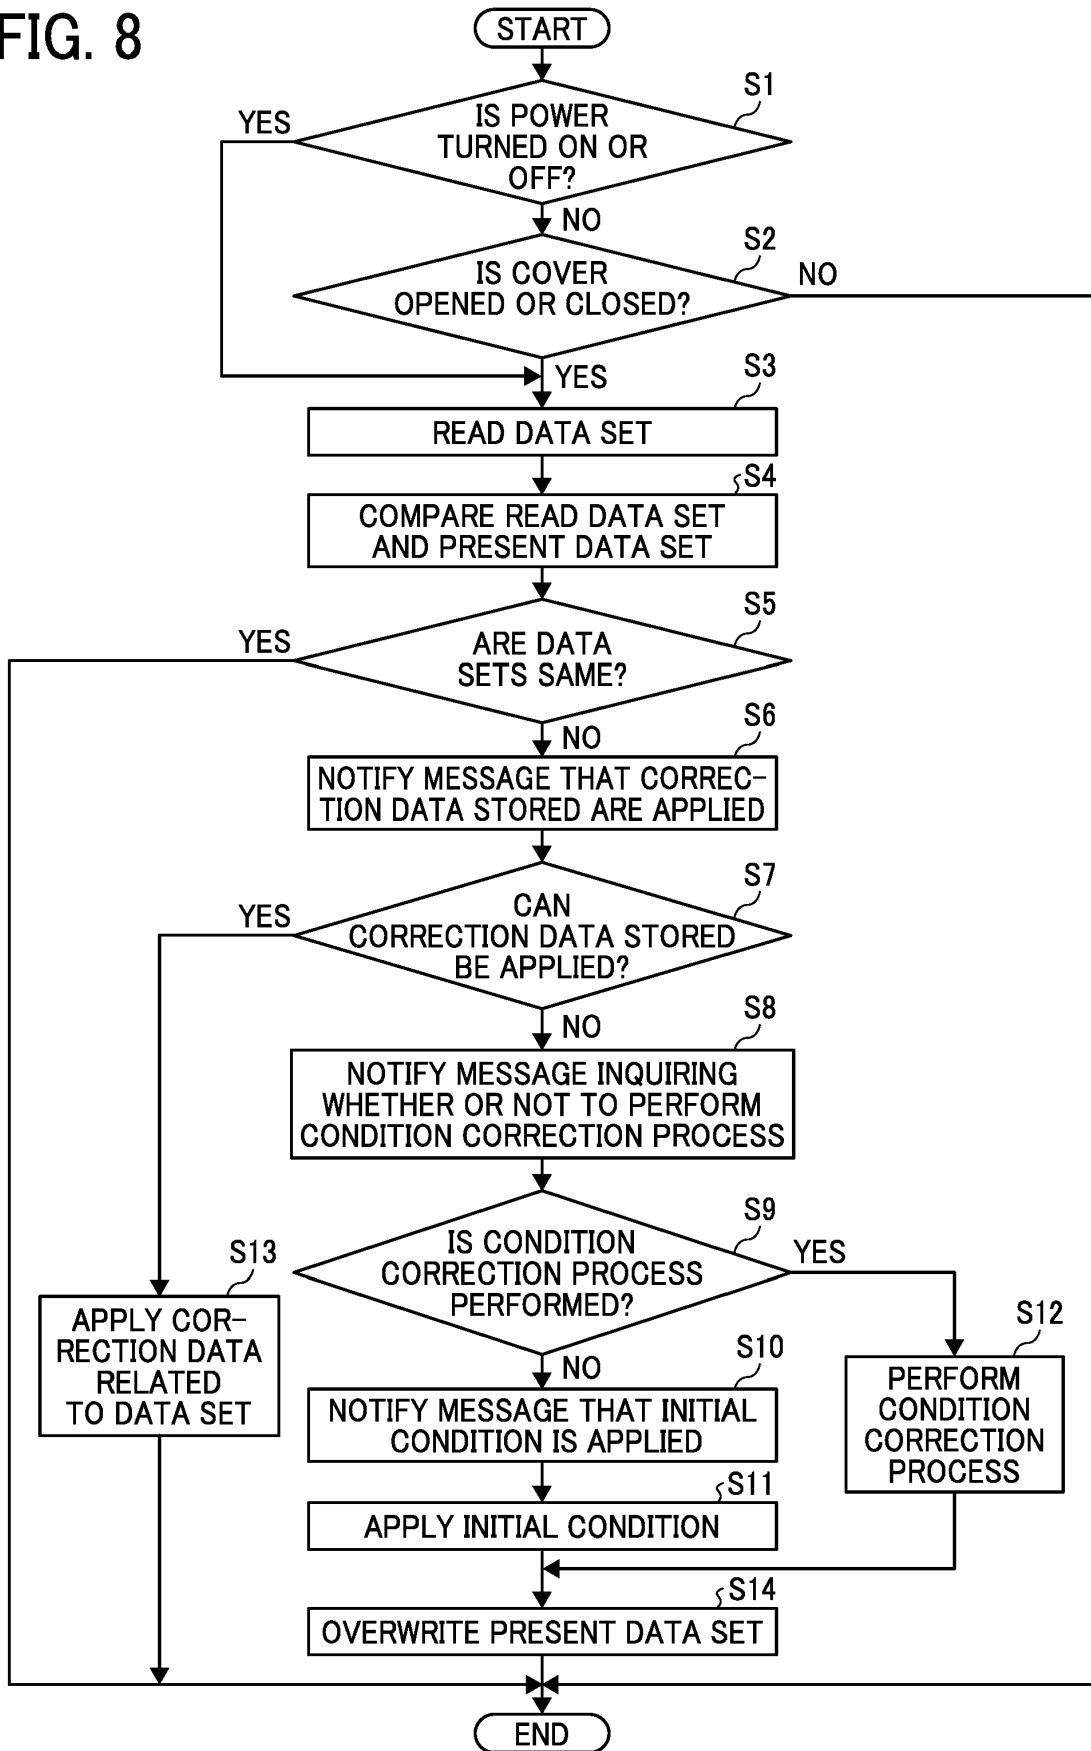 FIG. 8
START
S1
YES
IS POWER
TURNED ON OR
OFF?
NO
S2
IS COVER
OPENED OR CLOSED?
NO
YES
S3
READ DATA SET
S4
COMPARE READ DATA SET
AND PRESENT DATA SET
S5
YES
ARE DATA
SETS SAME?
NO
S6
NOTIFY MESSAGE THAT CORREC-
TION DATA STORED ARE APPLIED
S7
YES
CAN
CORRECTION DATA STORED
BE APPLIED?
NO
S8
NOTIFY MESSAGE INQUIRING
WHETHER OR NOT TO PERFORM
CONDITION CORRECTION PROCESS
S9
IS CONDITION
CORRECTION PROCESS
PERFORMED?
YES
S13
APPLY COR-
RECTION DATA
RELATED
TO DATA SET
NO
S10
NOTIFY MESSAGE THAT INITIAL
CONDITION IS APPLIED
S12
PERFORM
CONDITION
CORRECTION
PROCESS
S11
APPLY INITIAL CONDITION
S14
OVERWRITE PRESENT DATA SET
END